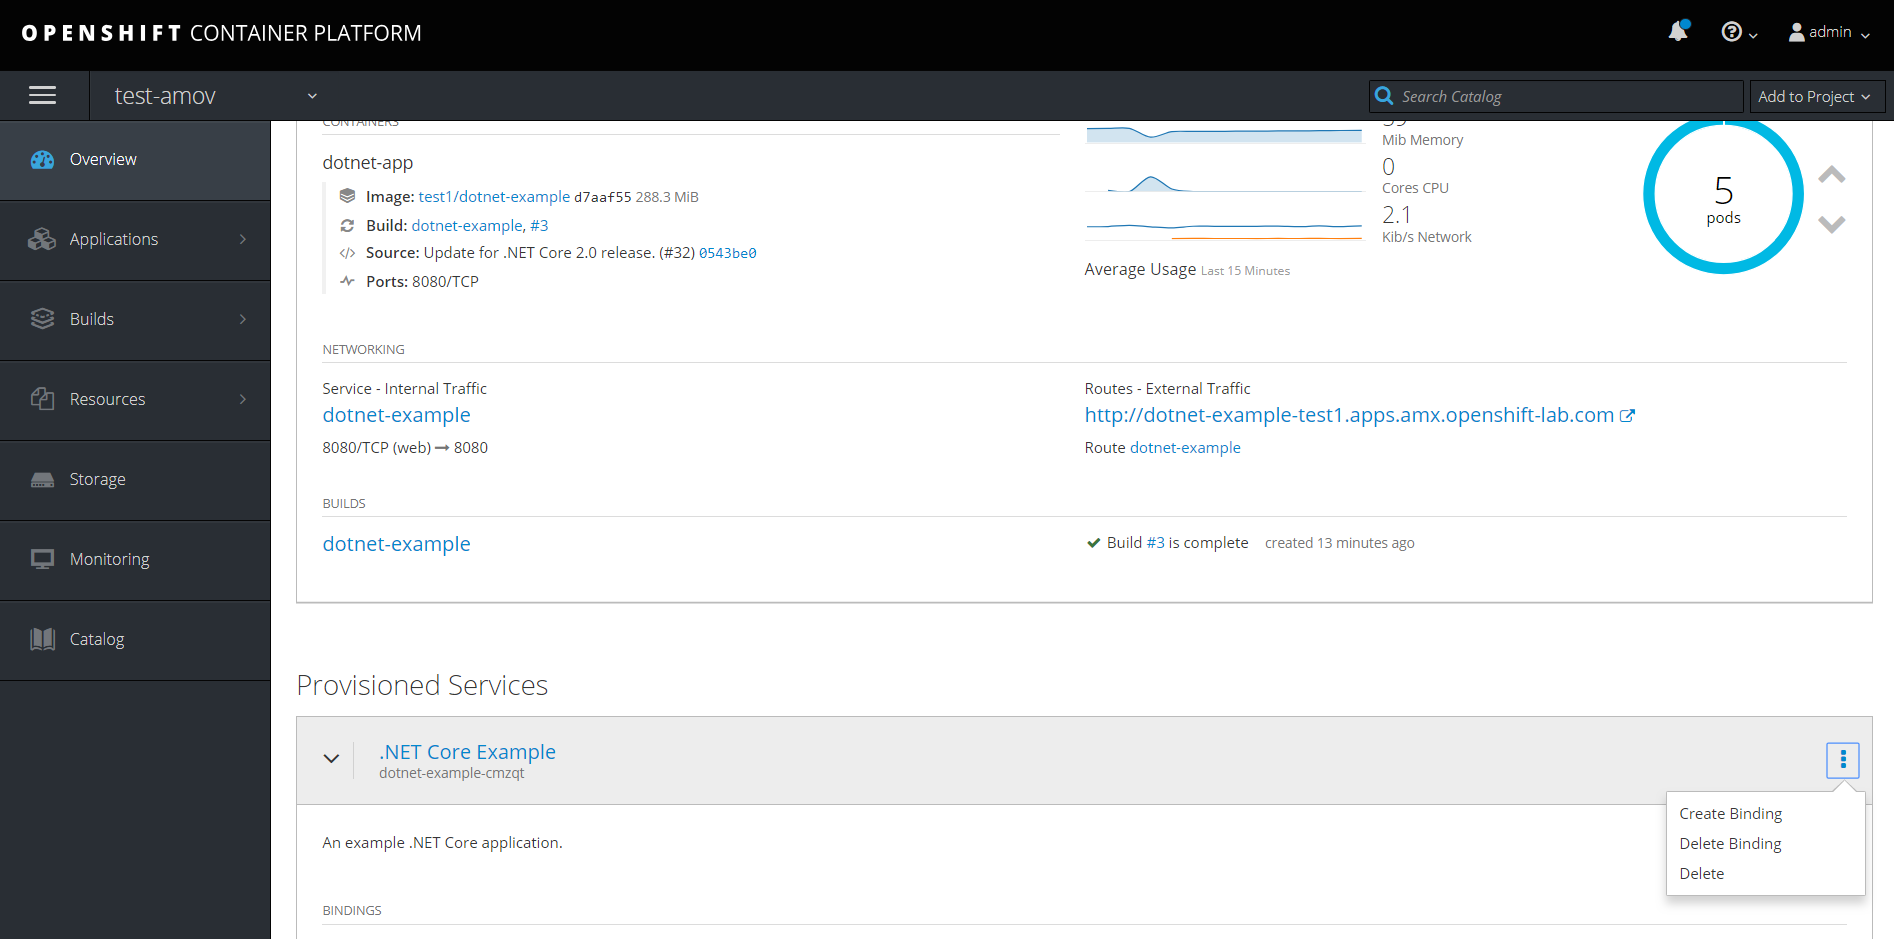 OPENSHIFT CONTAINER PLATFORM
admin
test-amov
Search Catalog
Add to Project
Overview
Applications
Builds
Resources
Storage
Monitoring
Catalog
CONTAINERS
dotnet-app
Image: test1/dotnet-example d7aaf55 288.3 MiB
Build: dotnet-example, #3
Source: Update for .NET Core 2.0 release. (#32) 0543be0
Ports: 8080/TCP
Mib Memory
0
Cores CPU
2.1
Kib/s Network
Average Usage Last 15 Minutes
5
pods
NETWORKING
Service - Internal Traffic
dotnet-example
8080/TCP (web) → 8080
Routes - External Traffic
http://dotnet-example-test1.apps.amx.openshift-lab.com
Route dotnet-example
BUILDS
dotnet-example
Build #3 is complete created 13 minutes ago
Provisioned Services
.NET Core Example
dotnet-example-cmzqt
Create Binding
Delete Binding
Delete
An example .NET Core application.
BINDINGS